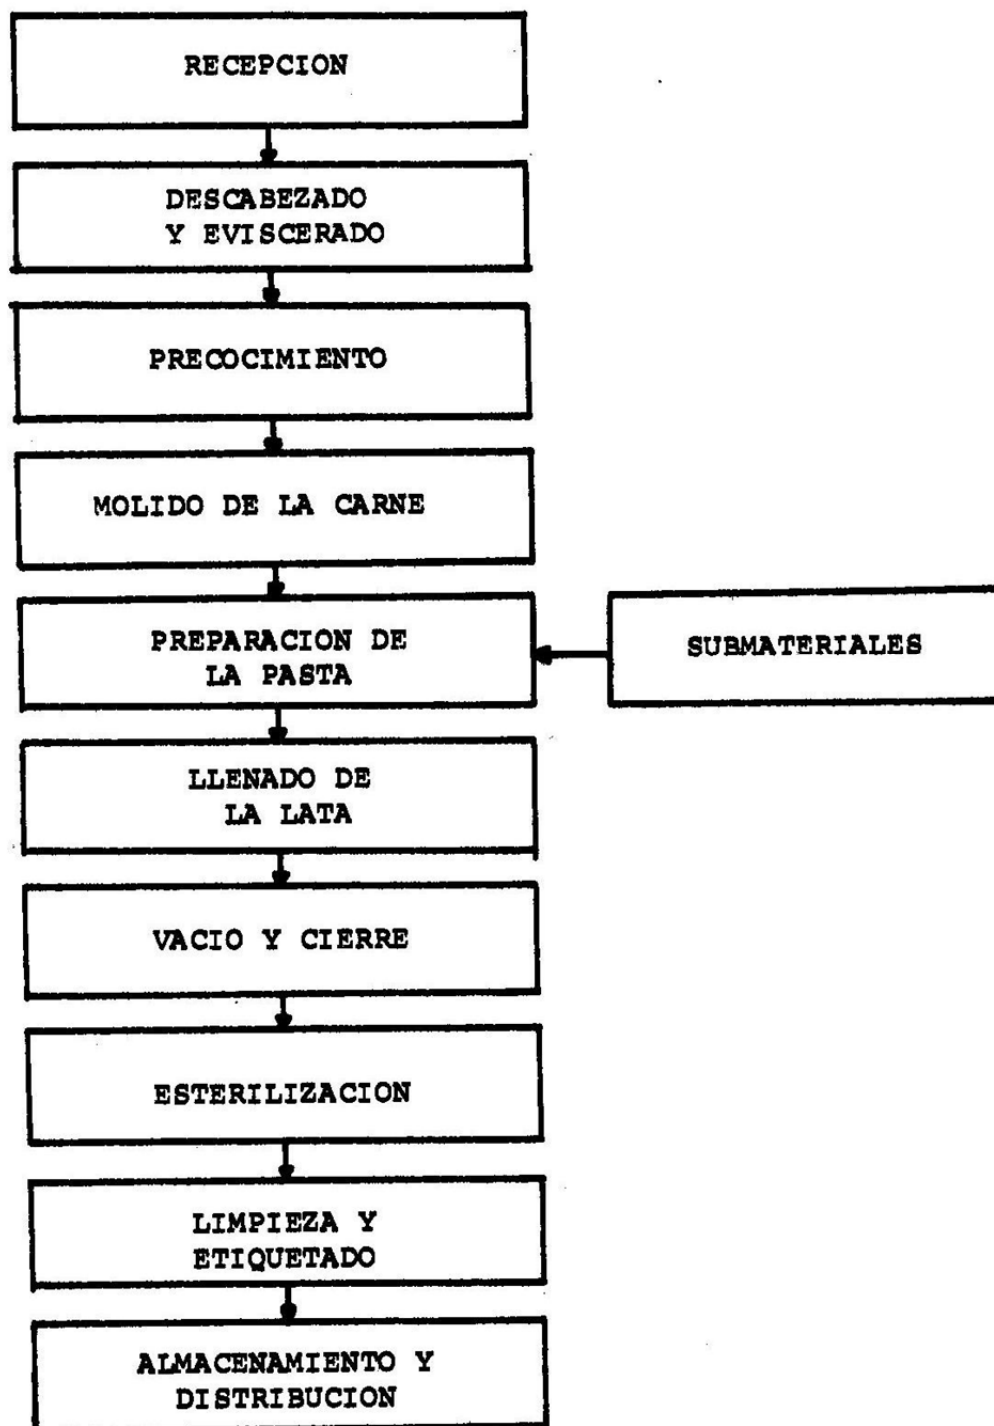 RECEPCION
DESCABEZADO
Y EVISCERADO
PRECOCIMIENTO
MOLIDO DE LA CARNE
PREPARACION DE
LA PASTA
SUBMATERIALES
LLENADO DE
LA LATA
VACIO Y CIERRE
ESTERILIZACION
LIMPIEZA Y
ETIQUETADO
ALMACENAMIENTO Y
DISTRIBUCION